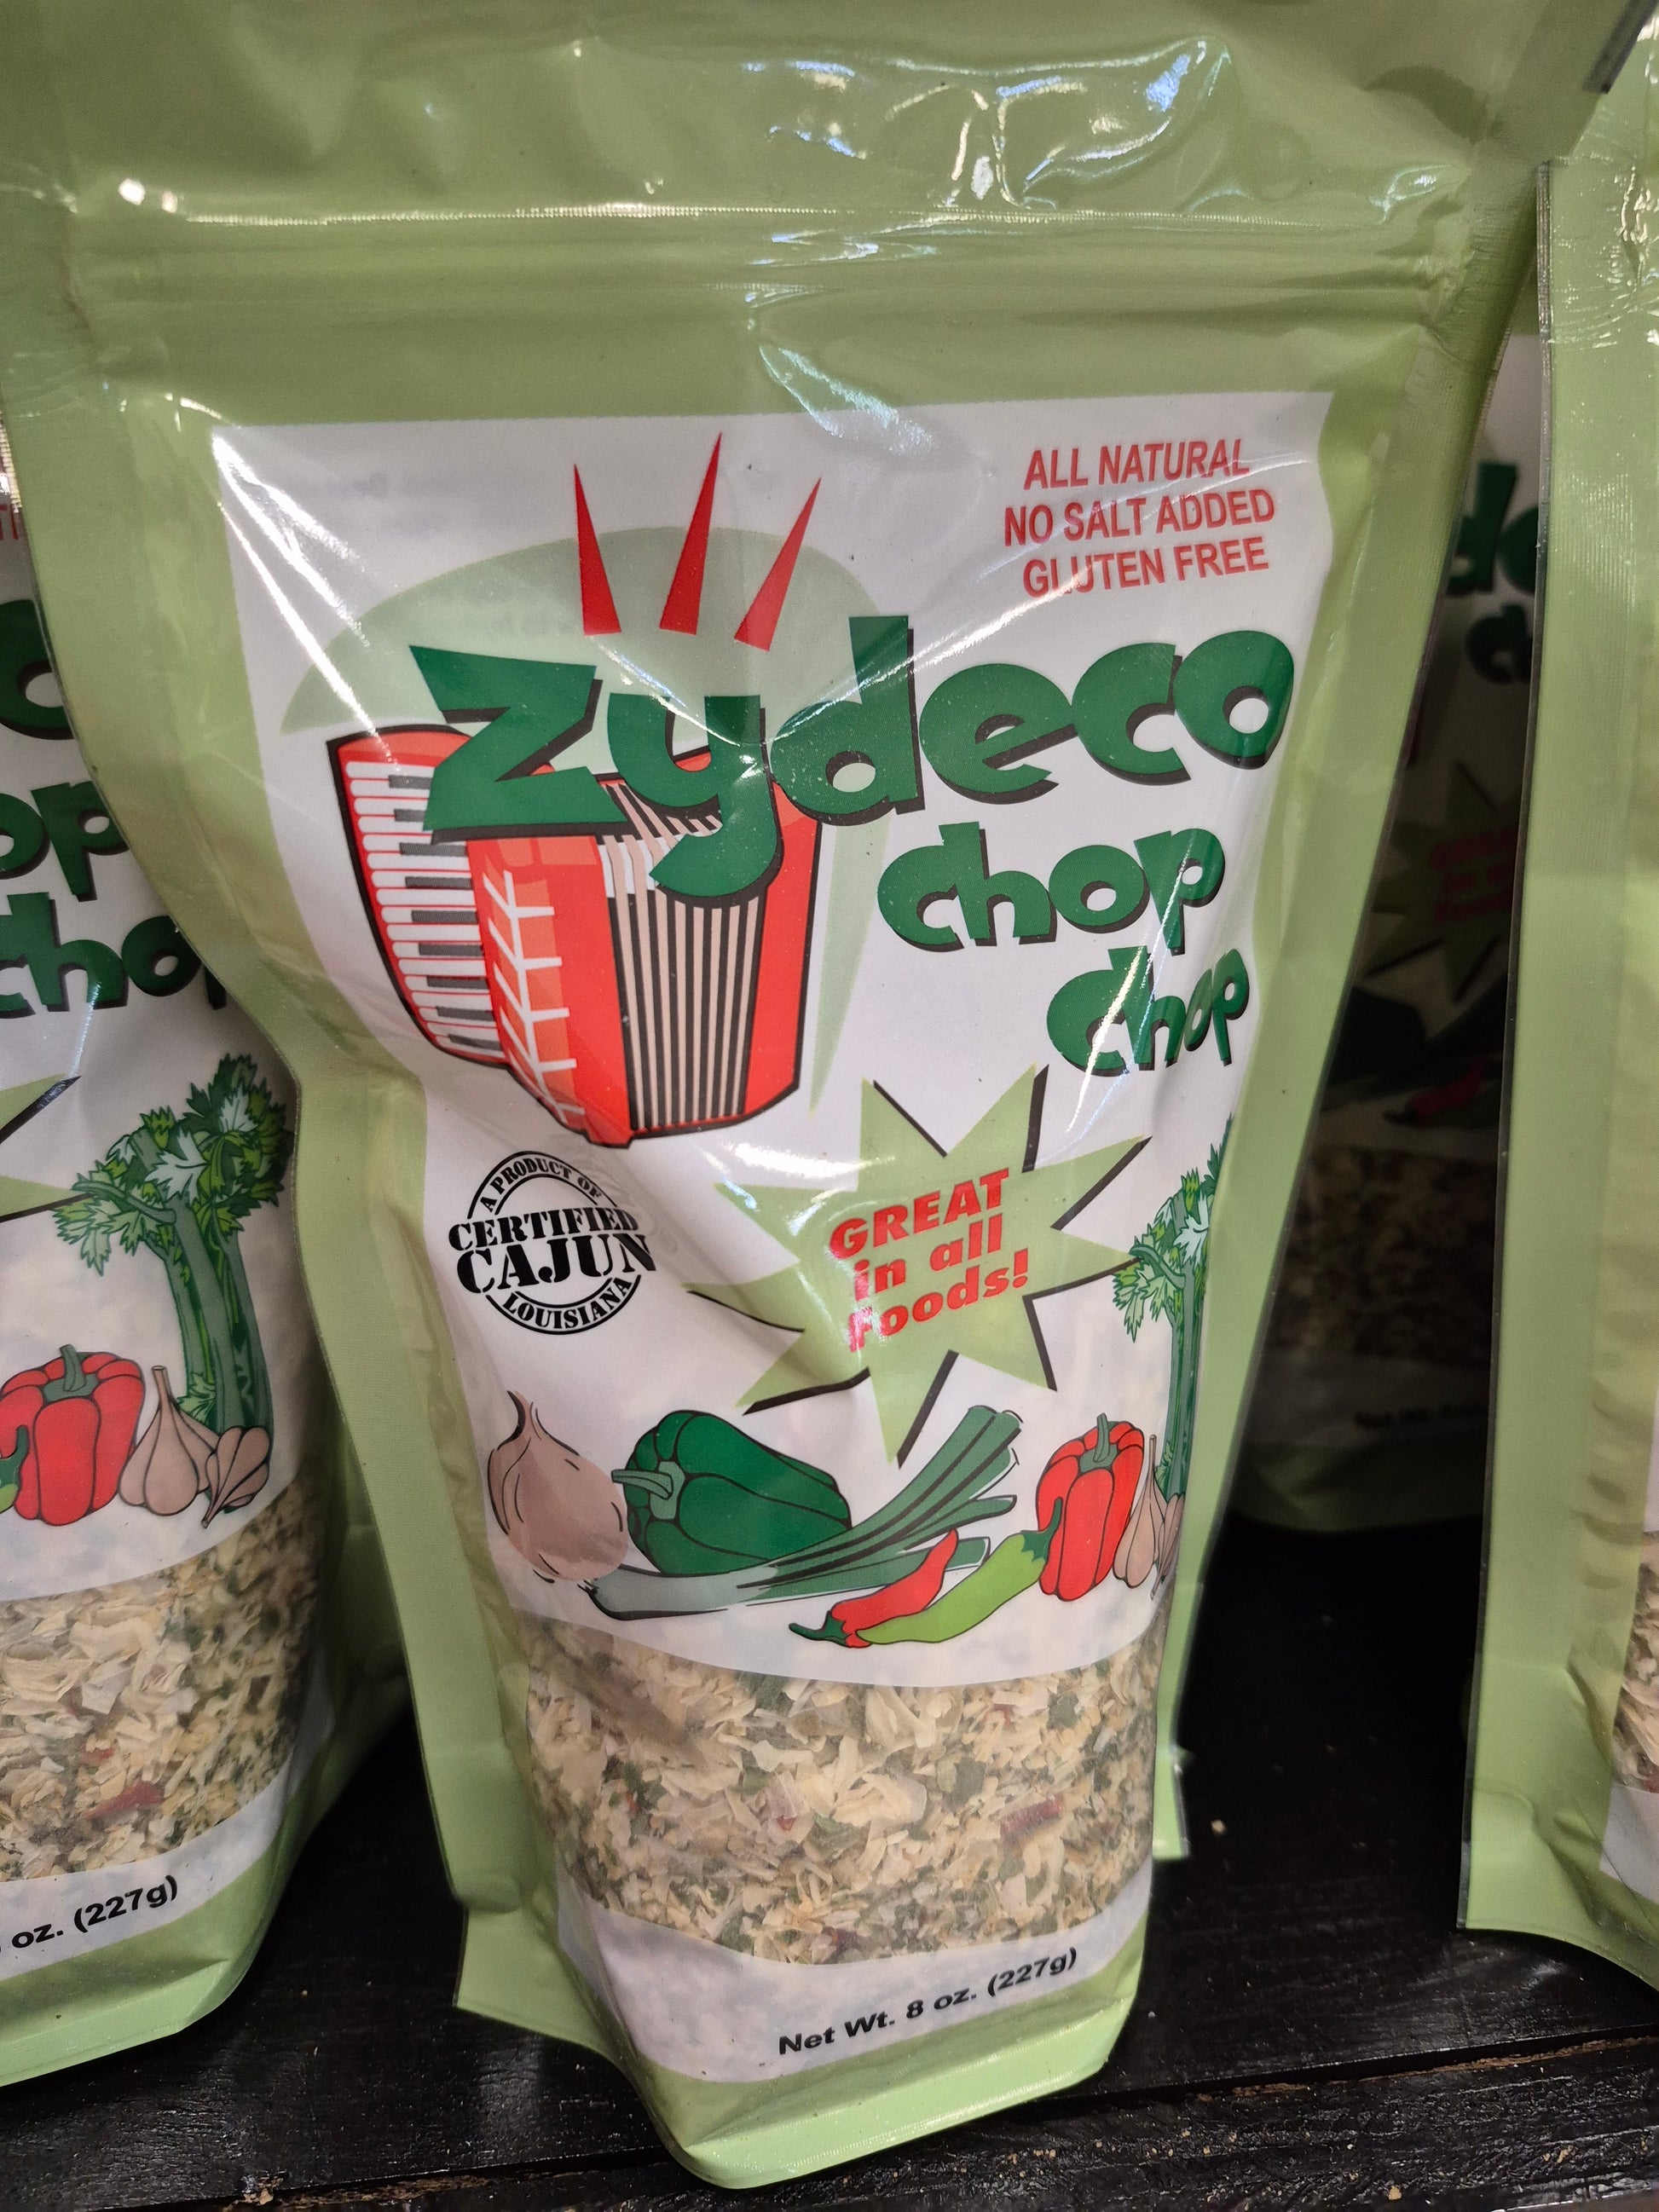 ALL NATURAL
NO SALT ADDED
GLUTEN FREE
zydeco
chop
chop
A PRODUCT OF
CERTIFIED
CAJUN
LOUISIANA
GREAT
in all
Foods!
Net Wt. 8 oz. (227g)
oz. (227g)